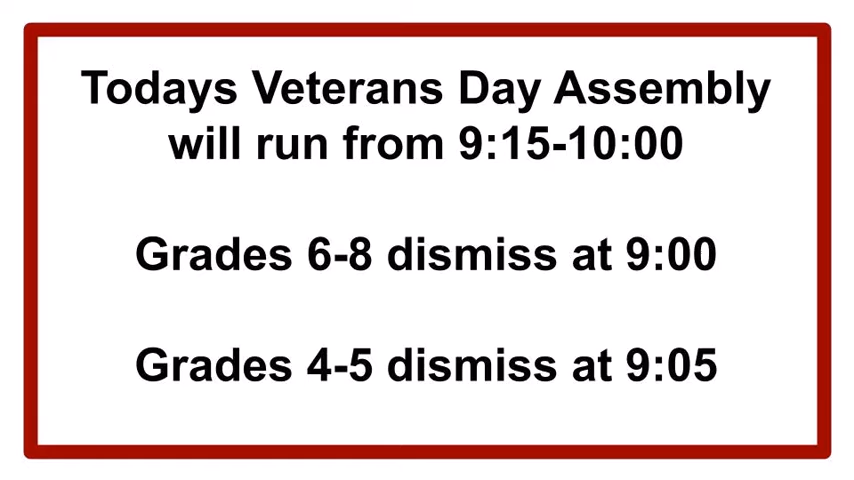 Todays Veterans Day Assembly
will run from 9:15-10:00
Grades 6-8 dismiss at 9:00
Grades 4-5 dismiss at 9:05